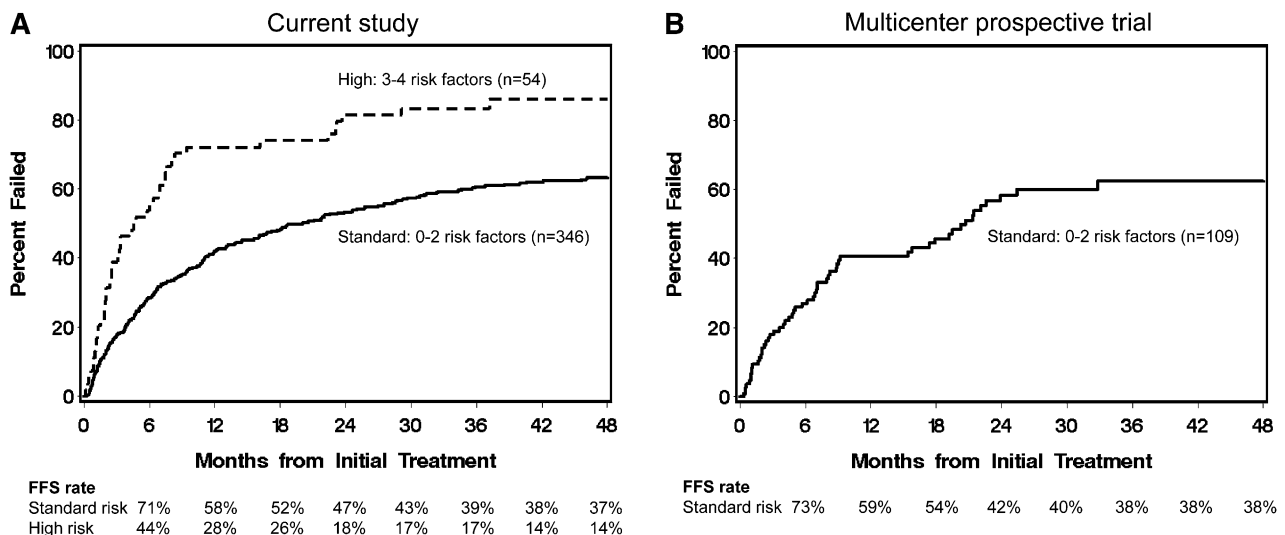 A
Current study
100
80
60
40
20
0
Percent Failed
High: 3-4 risk factors (n=54)
Standard: 0-2 risk factors (n=346)
0 6 12 18 24 30 36 42 48
Months from Initial Treatment
FFS rate
Standard risk 71% 58% 52% 47% 43% 39% 38% 37%
High risk 44% 28% 26% 18% 17% 17% 14% 14%
B
Multicenter prospective trial
100
80
60
40
20
0
Percent Failed
Standard: 0-2 risk factors (n=109)
0 6 12 18 24 30 36 42 48
Months from Initial Treatment
FFS rate
Standard risk 73% 59% 54% 42% 40% 38% 38% 38%